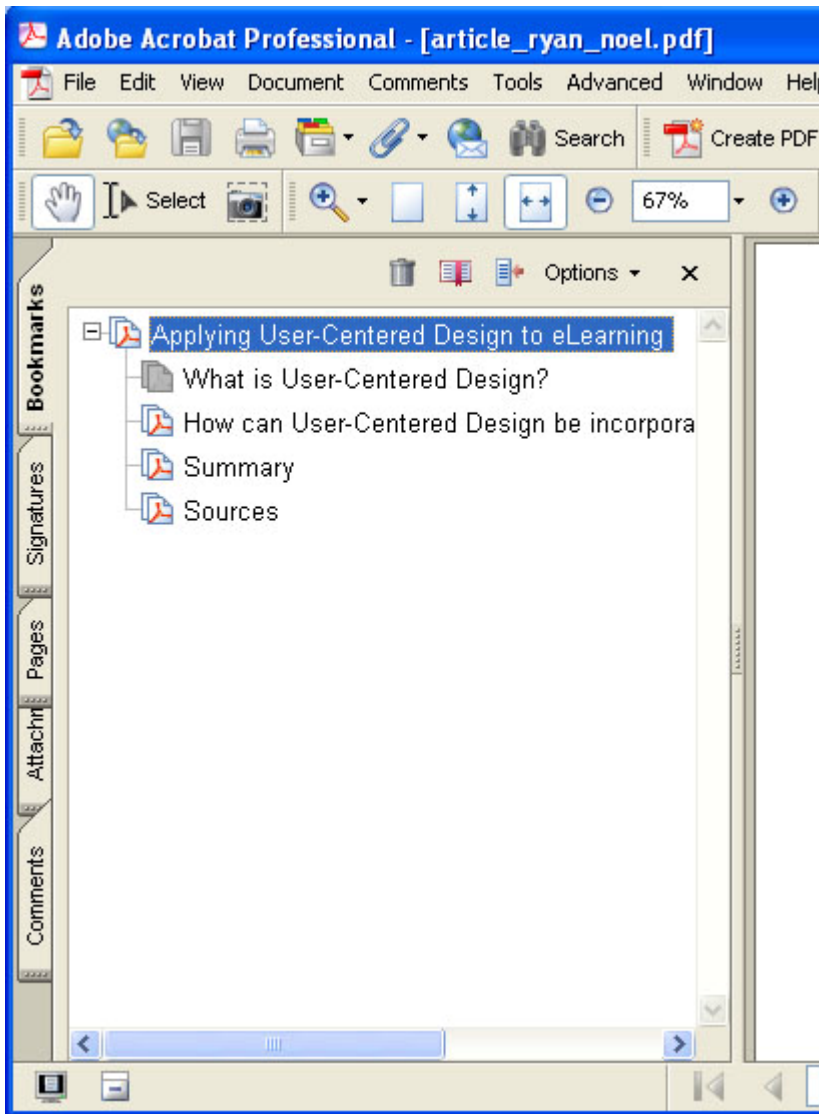 Adobe Acrobat Professional - [article_ryan_noel.pdf]
File Edit View Document Comments Tools Advanced Window Help
Search Create PDF
Select 67%
Options
Bookmarks
Applying User-Centered Design to eLearning
What is User-Centered Design?
How can User-Centered Design be incorpora
Summary
Sources
Signatures
Pages
Attachm
Comments